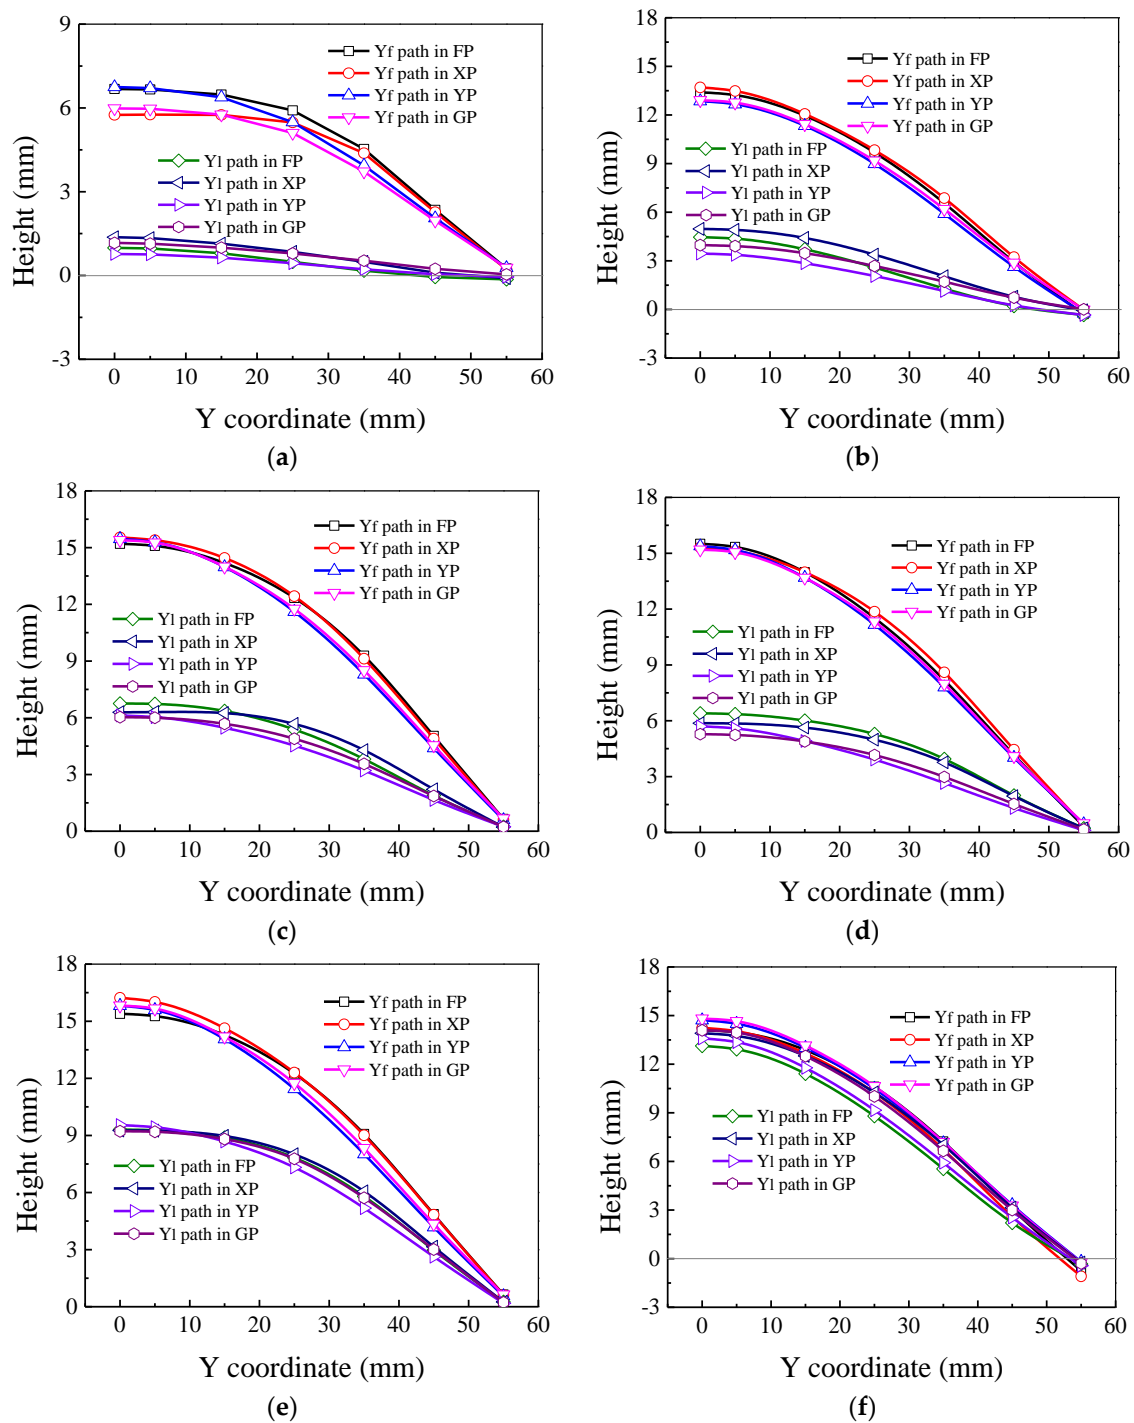 9
6
3
0
-3
Height (mm)
Yf path in FP
Yf path in XP
Yf path in YP
Yf path in GP
Yl path in FP
Yl path in XP
Yl path in YP
Yl path in GP
0 10 20 30 40 50 60
Y coordinate (mm)
(a)
18
15
12
9
6
3
0
-3
Height (mm)
Yf path in FP
Yf path in XP
Yf path in YP
Yf path in GP
Yl path in FP
Yl path in XP
Yl path in YP
Yl path in GP
0 10 20 30 40 50 60
Y coordinate (mm)
(b)
18
15
12
9
6
3
0
Height (mm)
Yf path in FP
Yf path in XP
Yf path in YP
Yf path in GP
Yl path in FP
Yl path in XP
Yl path in YP
Yl path in GP
0 10 20 30 40 50 60
Y coordinate (mm)
(c)
18
15
12
9
6
3
0
Height (mm)
Yf path in FP
Yf path in XP
Yf path in YP
Yf path in GP
Yl path in FP
Yl path in XP
Yl path in YP
Yl path in GP
0 10 20 30 40 50 60
Y coordinate (mm)
(d)
18
15
12
9
6
3
0
Height (mm)
Yf path in FP
Yf path in XP
Yf path in YP
Yf path in GP
Yl path in FP
Yl path in XP
Yl path in YP
Yl path in GP
0 10 20 30 40 50 60
Y coordinate (mm)
(e)
18
15
12
9
6
3
0
-3
Height (mm)
Yf path in FP
Yf path in XP
Yf path in YP
Yf path in GP
Yl path in FP
Yl path in XP
Yl path in YP
Yl path in GP
0 10 20 30 40 50 60
Y coordinate (mm)
(f)